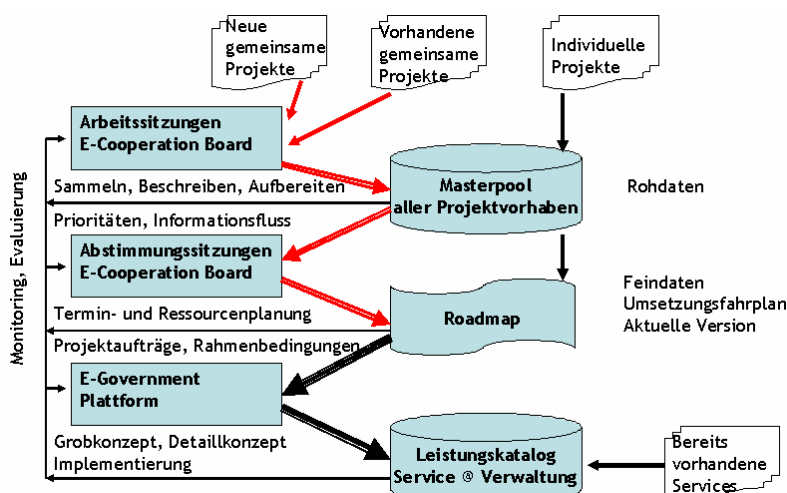 Neue
gemeinsame
Projekte
Vorhandene
gemeinsame
Projekte
Individuelle
Projekte
Arbeitssitzungen
E-Cooperation Board
Sammeln, Beschreiben, Aufbereiten
Masterpool
aller Projektvorhaben
Rohdaten
Prioritäten, Informationsfluss
Abstimmungssitzungen
E-Cooperation Board
Termin- und Ressourcenplanung
Roadmap
Feindaten
Umsetzungsfahrplan
Aktuelle Version
Projektaufträge, Rahmenbedingungen
E-Government
Plattform
Grobkonzept, Detaillkonzept
Implementierung
Leistungskatalog
Service @ Verwaltung
Bereits
vorhandene
Services
Monitoring, Evaluierung